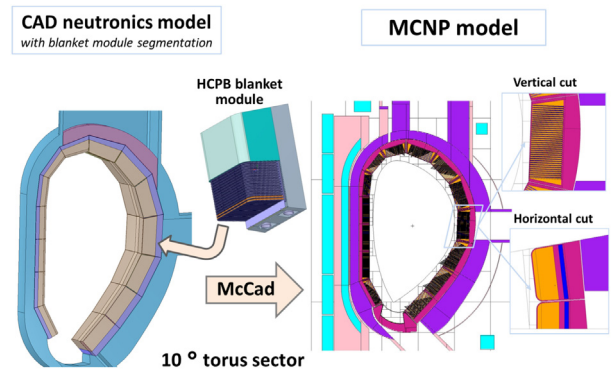 CAD neutronics model
with blanket module segmentation
MCNP model
HCPB blanket
module
Vertical cut
Horizontal cut
McCad
10 ° torus sector